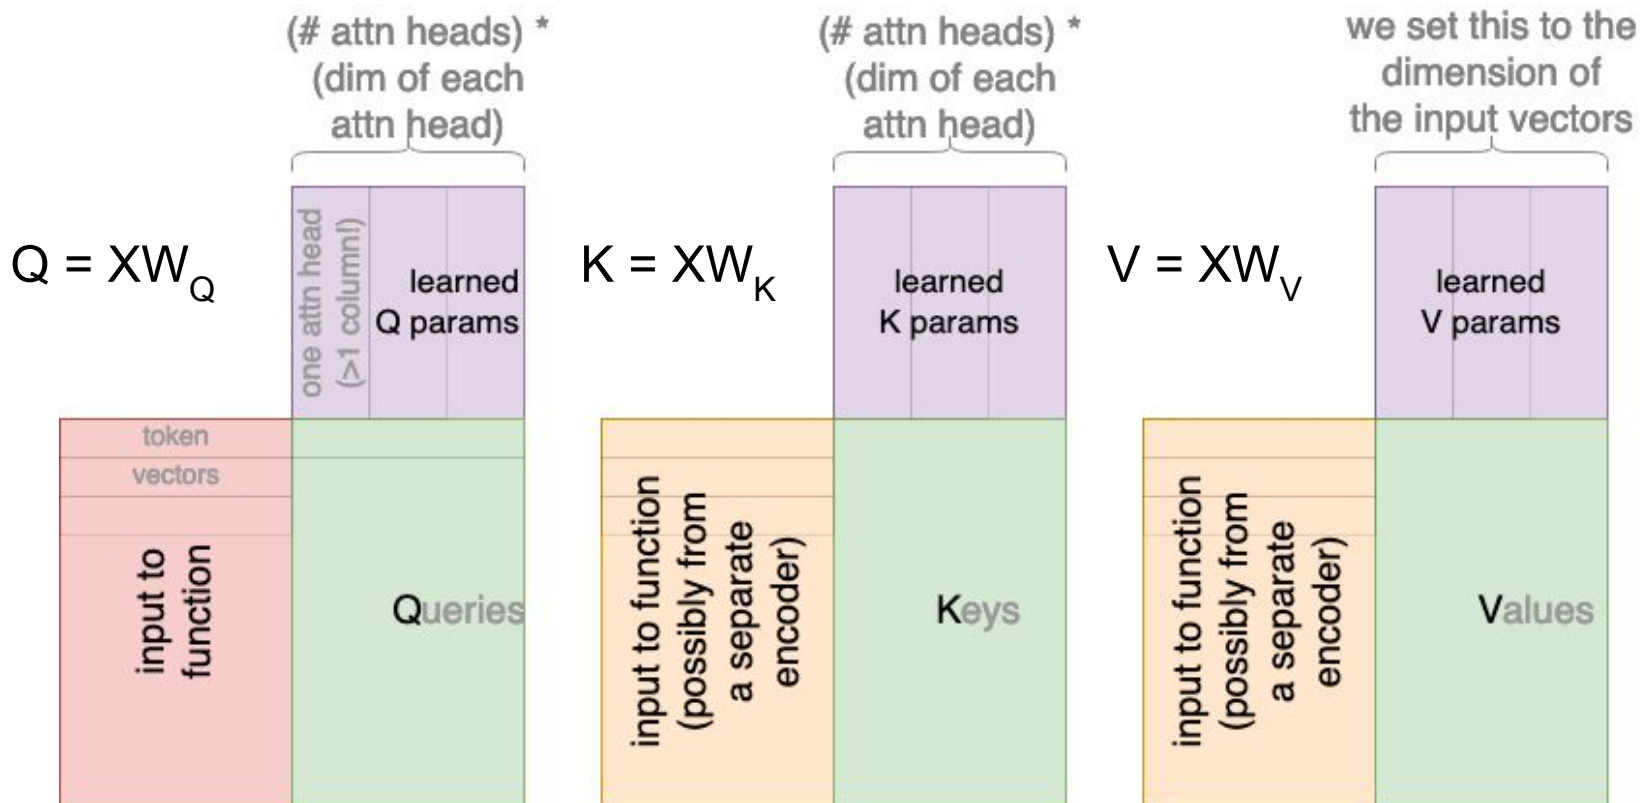 (# attn heads) *
(dim of each
attn head)
Q = XW_Q
one attn head
(>1 column!)
learned
Q params
token
vectors
input to
function
Queries
(# attn heads) *
(dim of each
attn head)
K = XW_K
learned
K params
input to function
(possibly from
a separate
encoder)
Keys
we set this to the
dimension of
the input vectors
V = XW_V
learned
V params
input to function
(possibly from
a separate
encoder)
Values